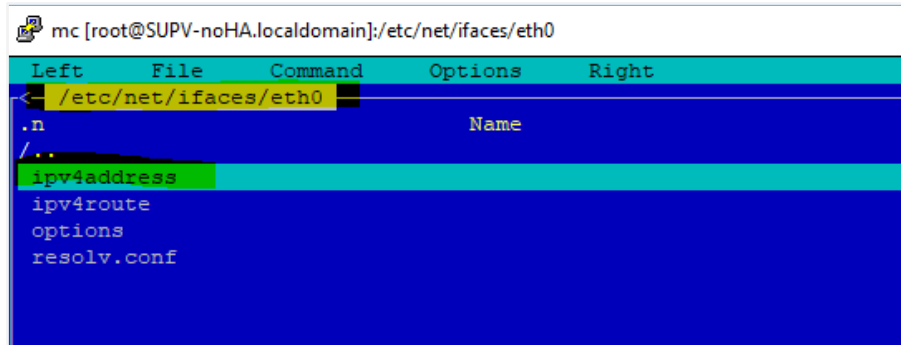 mc [root@SUPV-noHA.localdomain]:/etc/net/ifaces/eth0
Left File Command Options Right
<- /etc/net/ifaces/eth0
.n Name
/..
ipv4address
ipv4route
options
resolv.conf